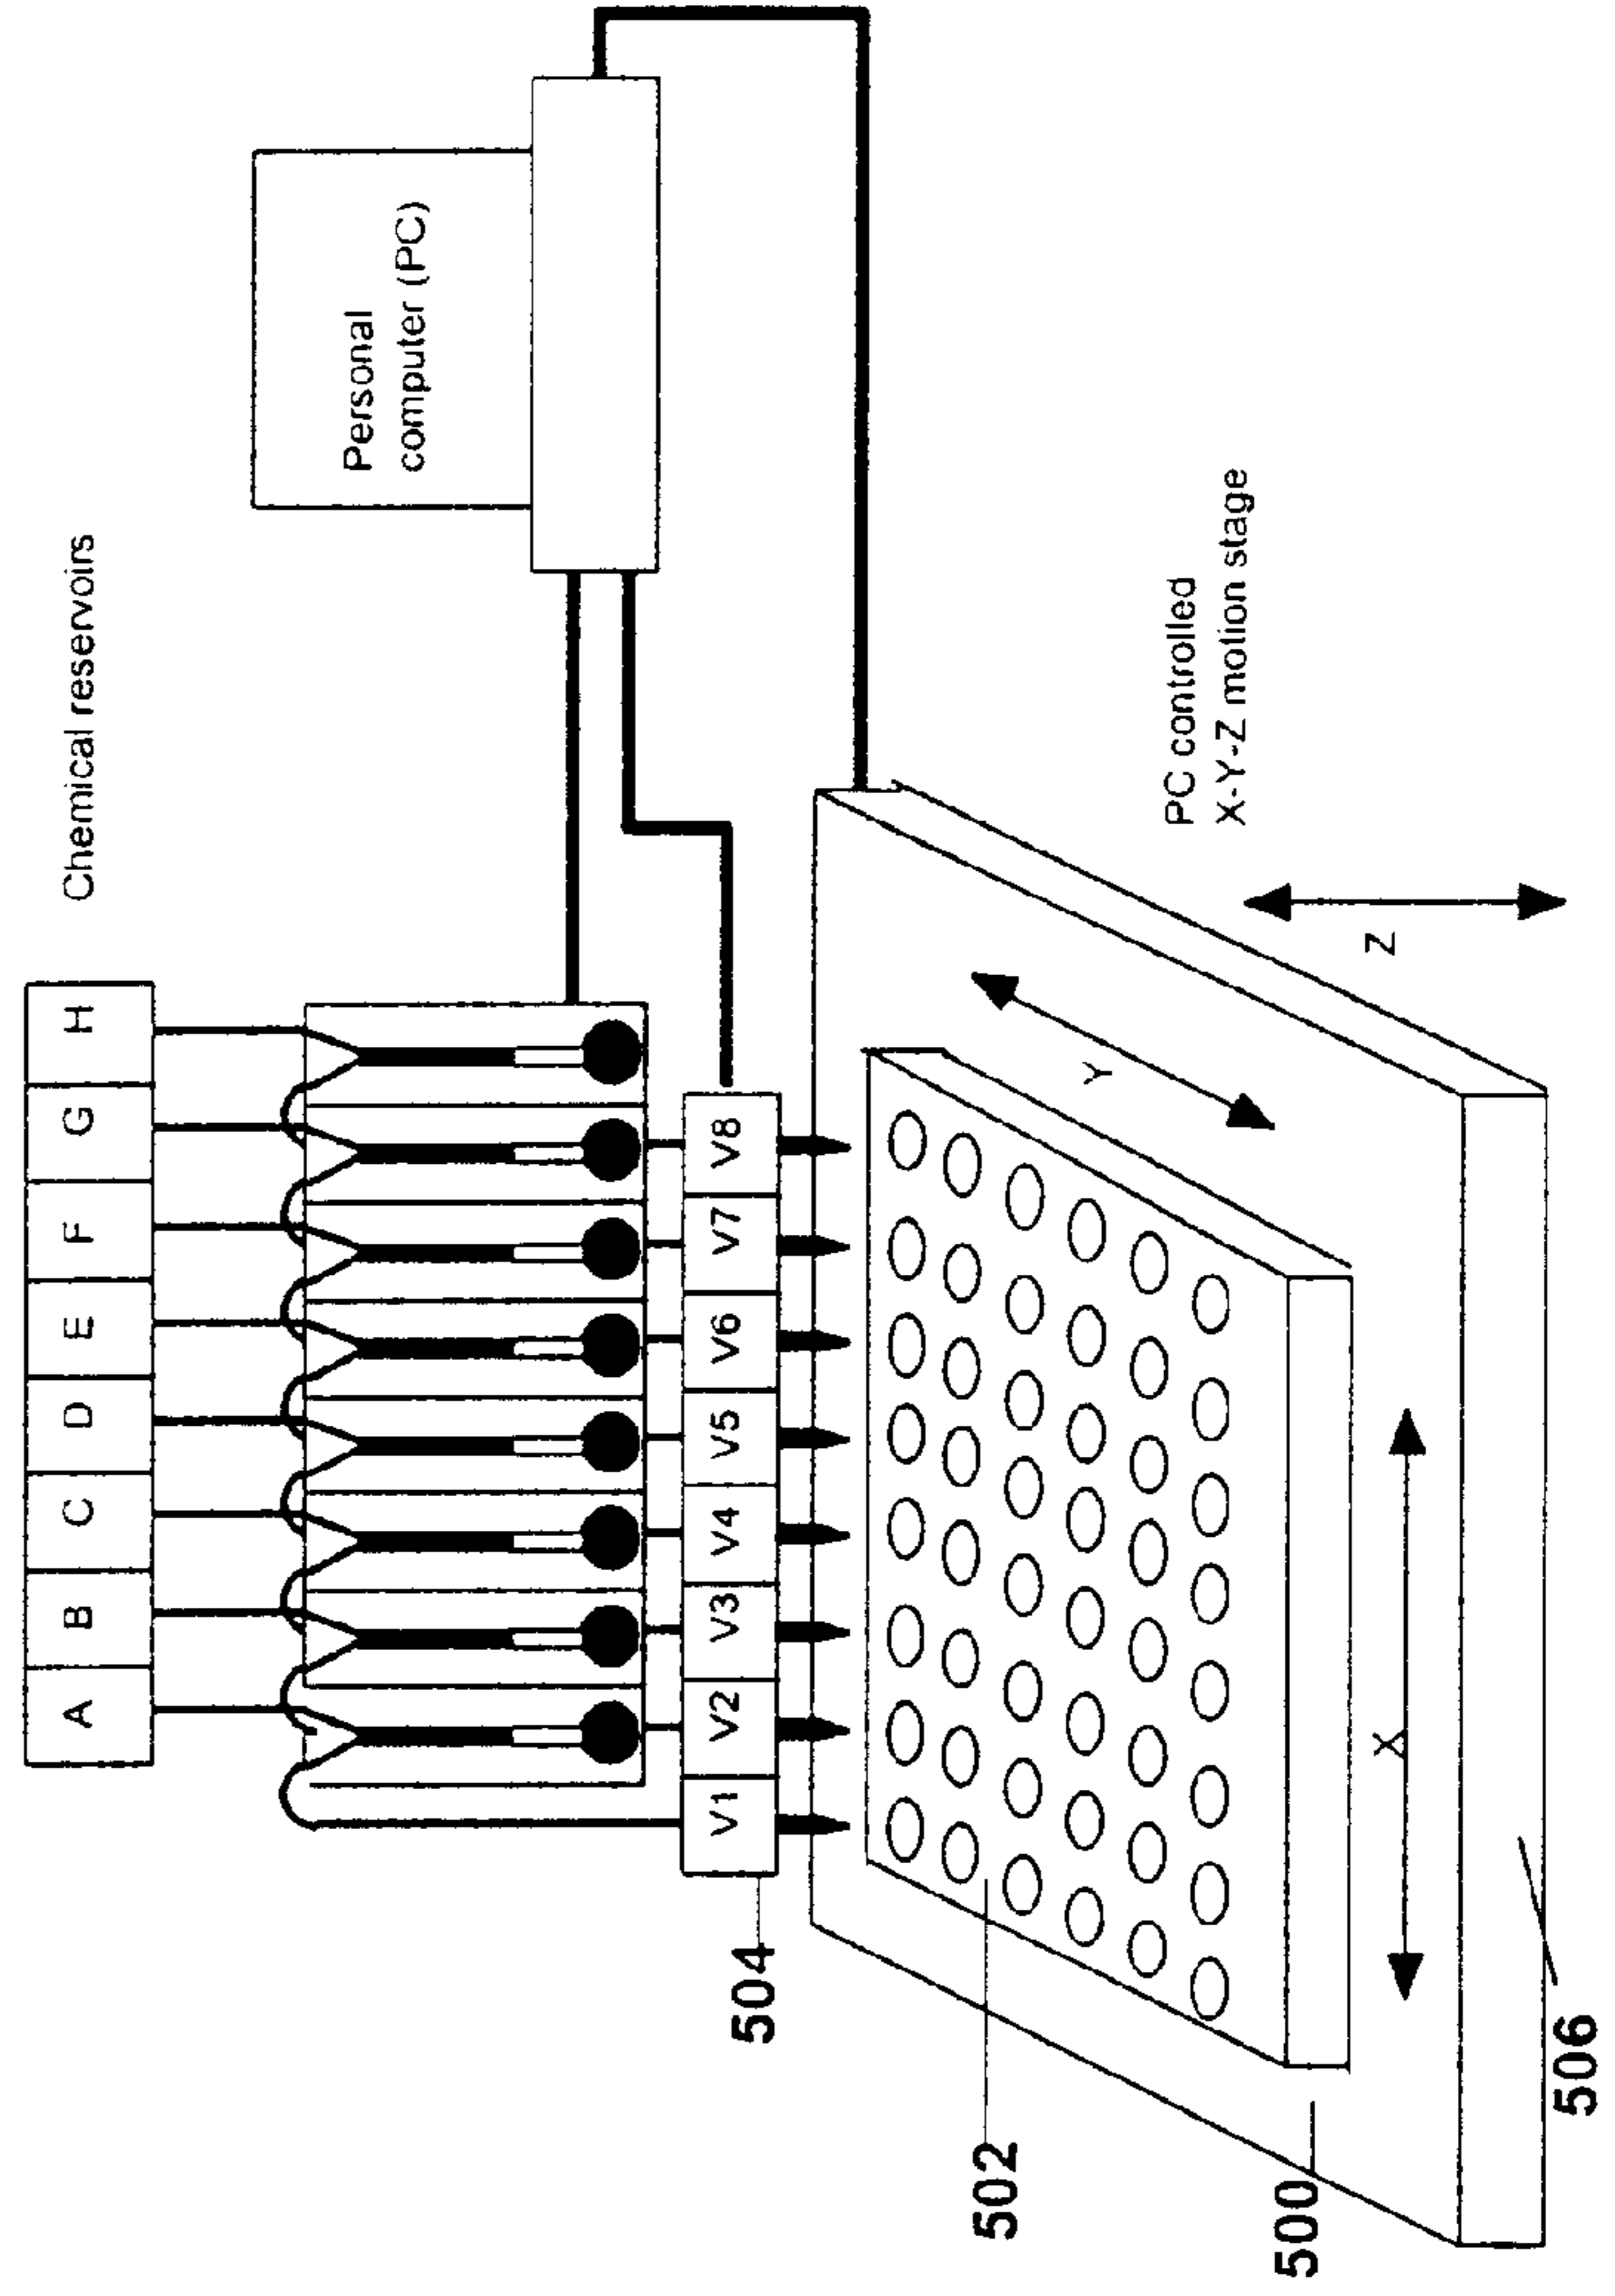 Chemical reservoirs
A B C D E F G H
Personal
computer (PC)
V1 V2 V3 V4 V5 V6 V7 V8
504
502
500
506
X
Y
Z
PC controlled
X-Y-Z motion stage